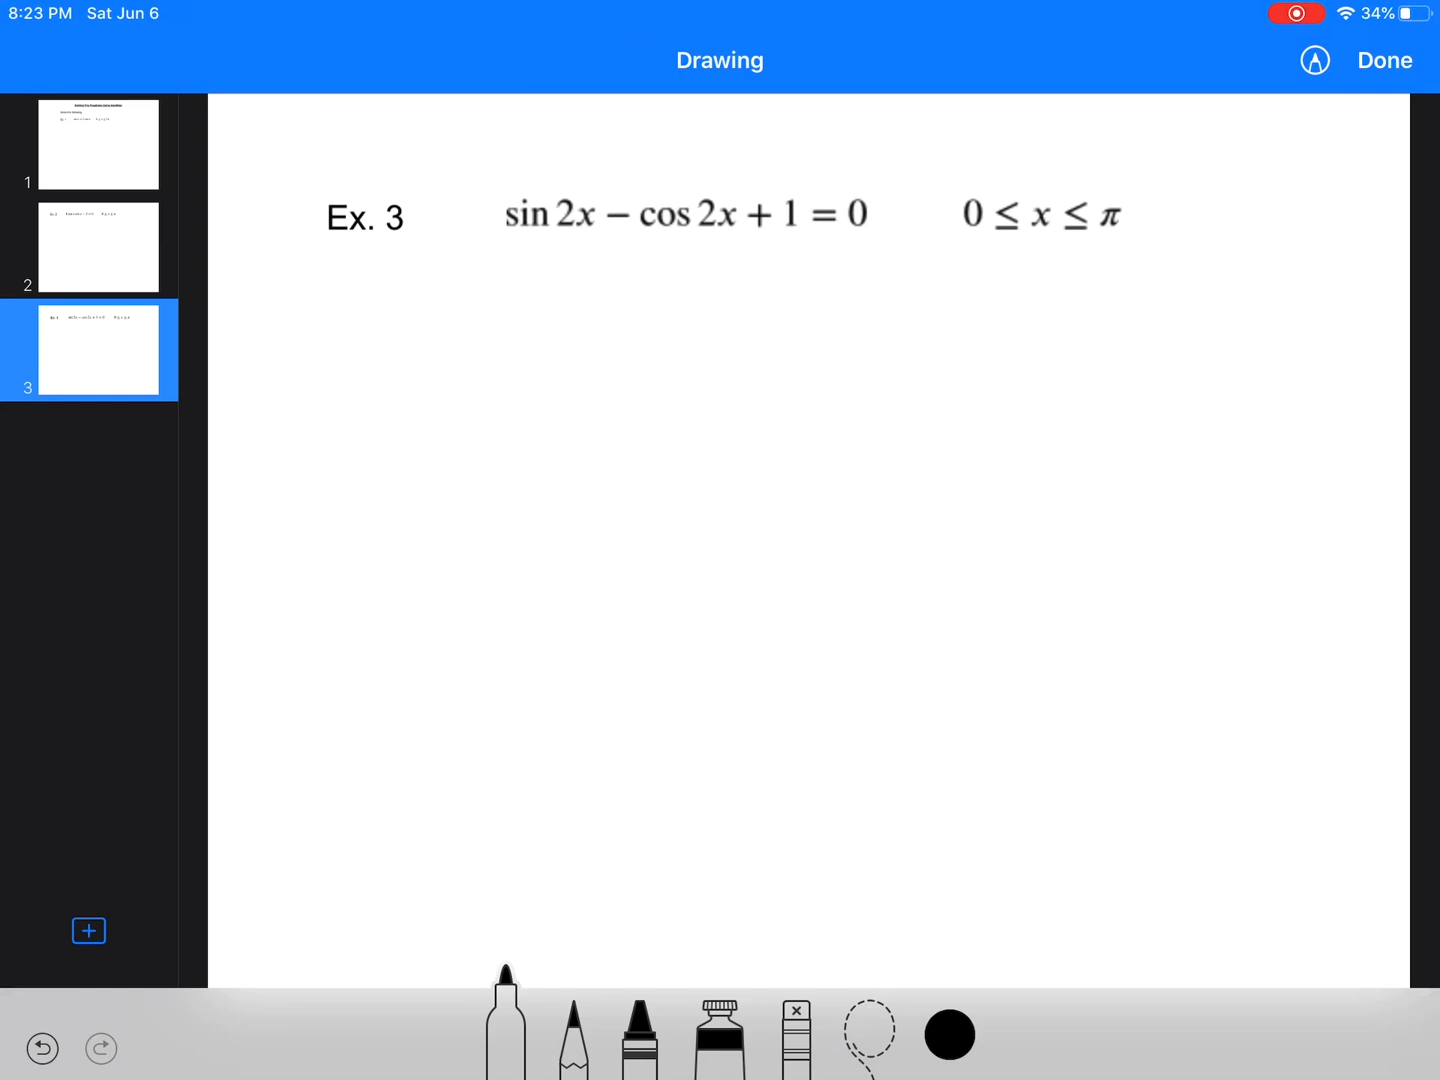 8:23 PM Sat Jun 6
34%
Drawing
Done
1
2
3
Ex. 3 sin 2x − cos 2x + 1 = 0 0 ≤ x ≤ π